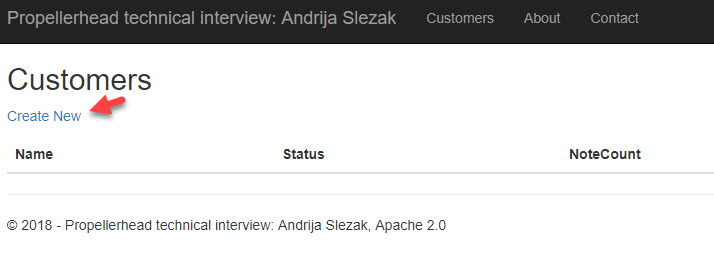 Propellerhead technical interview: Andrija Slezak Customers About Contact
Customers
Create New
Name Status NoteCount
© 2018 - Propellerhead technical interview: Andrija Slezak, Apache 2.0